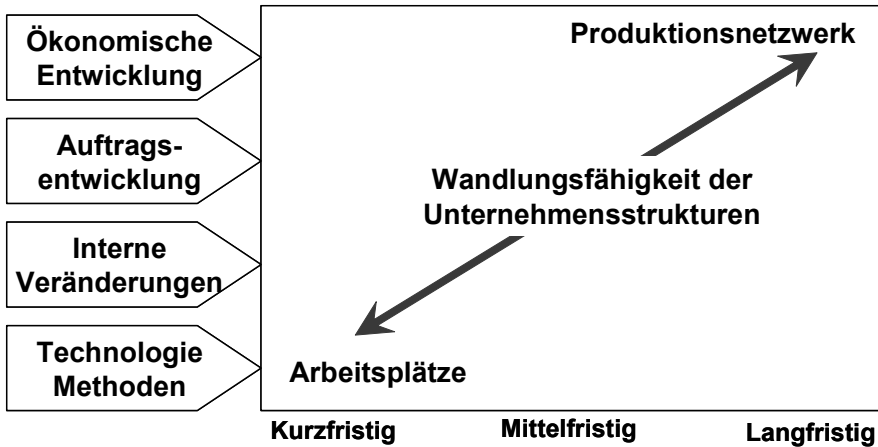 Ökonomische
Entwicklung
Auftrags-
entwicklung
Interne
Veränderungen
Technologie
Methoden
Produktionsnetzwerk
Wandlungsfähigkeit der
Unternehmensstrukturen
Arbeitsplätze
Kurzfristig Mittelfristig Langfristig